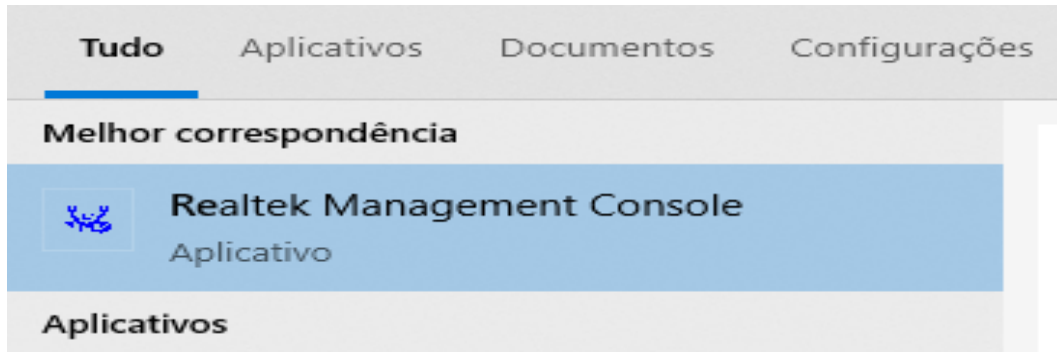 Tudo Aplicativos Documentos Configurações
Melhor correspondência
Realtek Management Console
Aplicativo
Aplicativos